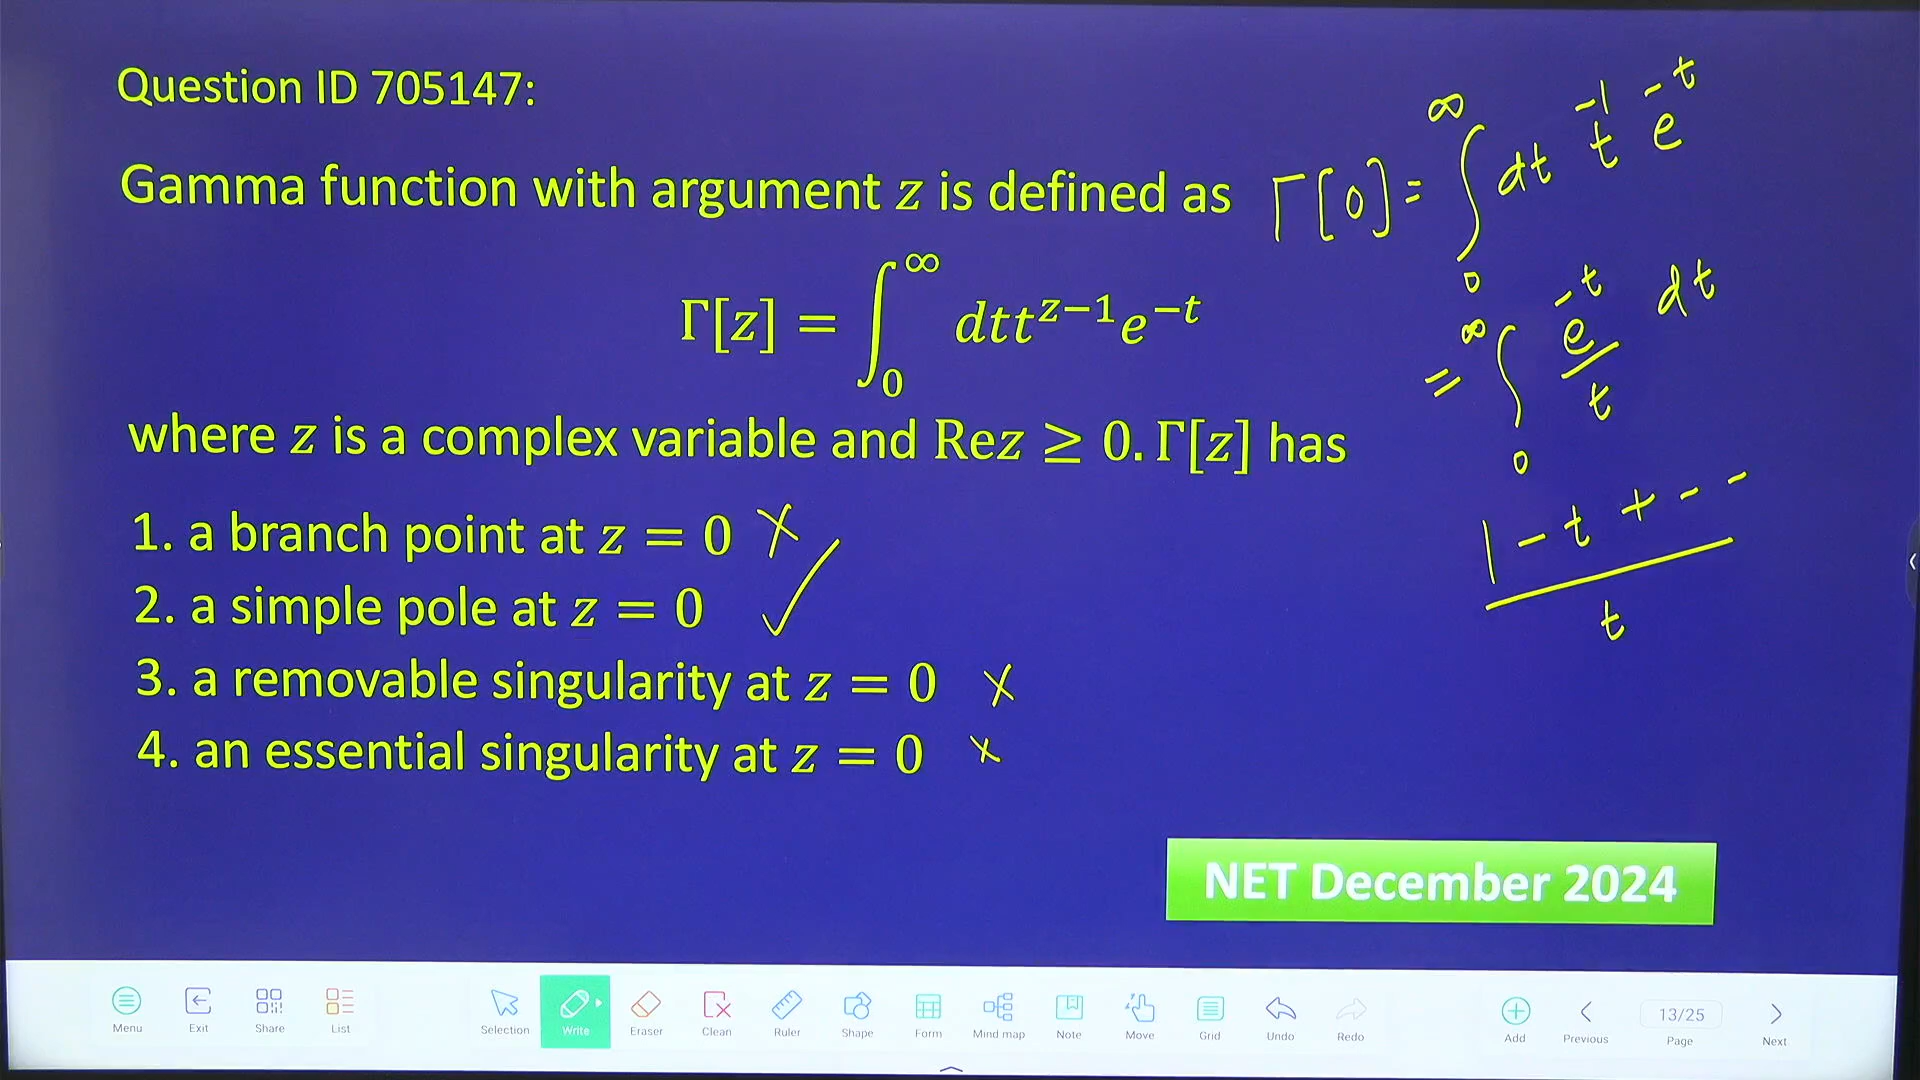 Question ID 705147:
Gamma function with argument z is defined as
Γ[z] = ∫₀^∞ dtt^{z−1}e^{−t}
where z is a complex variable and Rez ≥ 0. Γ[z] has
1. a branch point at z = 0 ✗
2. a simple pole at z = 0 ✓
3. a removable singularity at z = 0 ✗
4. an essential singularity at z = 0 ✗
Γ[0] = ∫₀^∞ dt t^{-1} e^{-t}
= ∫₀^∞ e^{-t}/t dt
1 - t + - -
t
NET December 2024
Menu Exit Share List Selection Write Eraser Clean Ruler Shape Form Mind map Note Move Grid Undo Redo Add Previous 13/25 Page Next